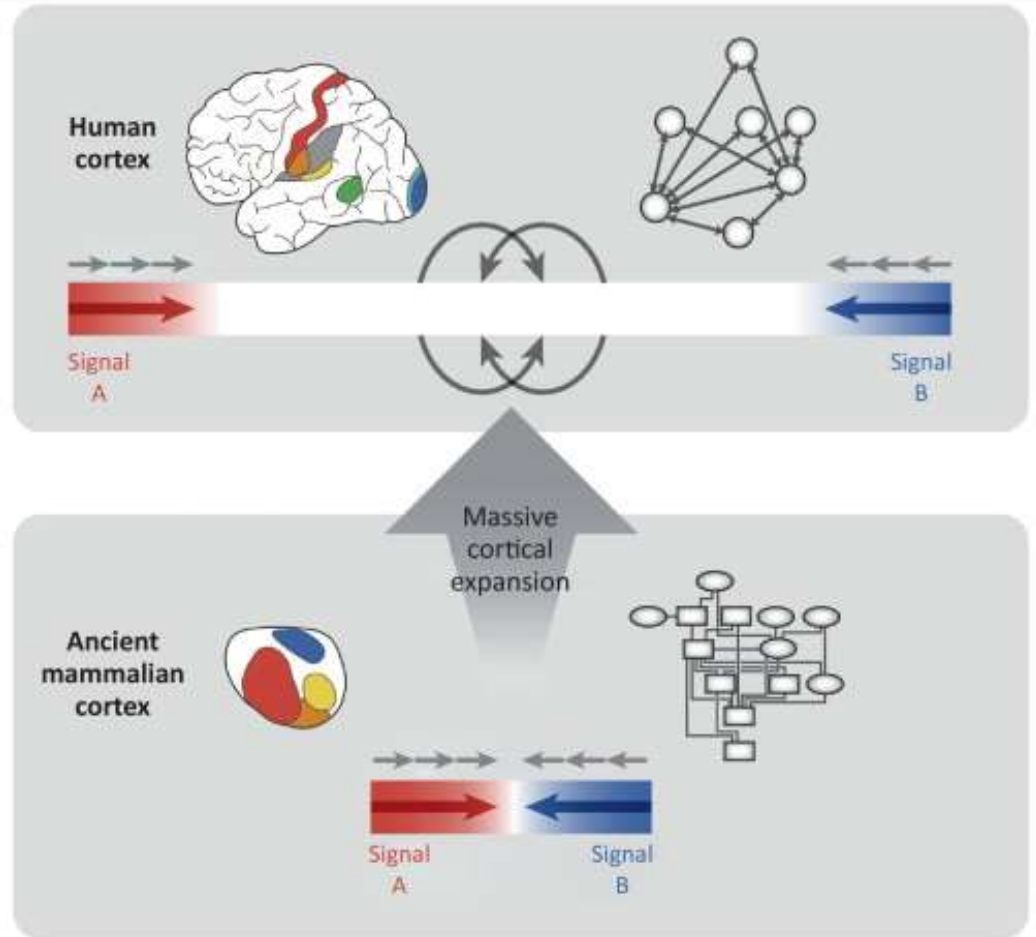 Human
cortex
Signal
A
Signal
B
Massive
cortical
expansion
Ancient
mammalian
cortex
Signal
A
Signal
B